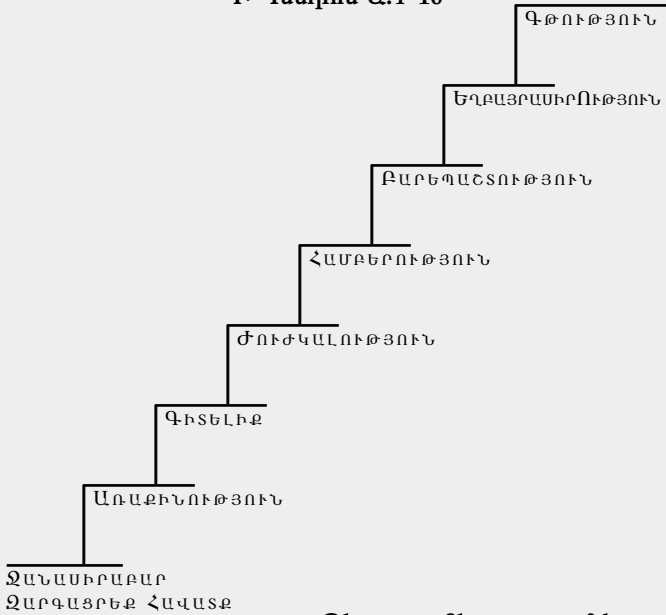 ԳԹՈՒԹՅՈՒՆ
ԵՂԲԱՅՐԱՍԻՐՈՒԹՅՈՒՆ
ԲԱՐԵՊԱՇՏՈՒԹՅՈՒՆ
ՀԱՄԲԵՐՈՒԹՅՈՒՆ
ԺՈՒԺԿԱԼՈՒԹՅՈՒՆ
ԳԻՏԵԼԻՔ
ԱՌԱՔԻՆՈՒԹՅՈՒՆ
ՋԱՆԱՍԻՐԱԲԱՐ
ԶԱՐԳԱՑՐԵՔ ՀԱՎԱՏՔ